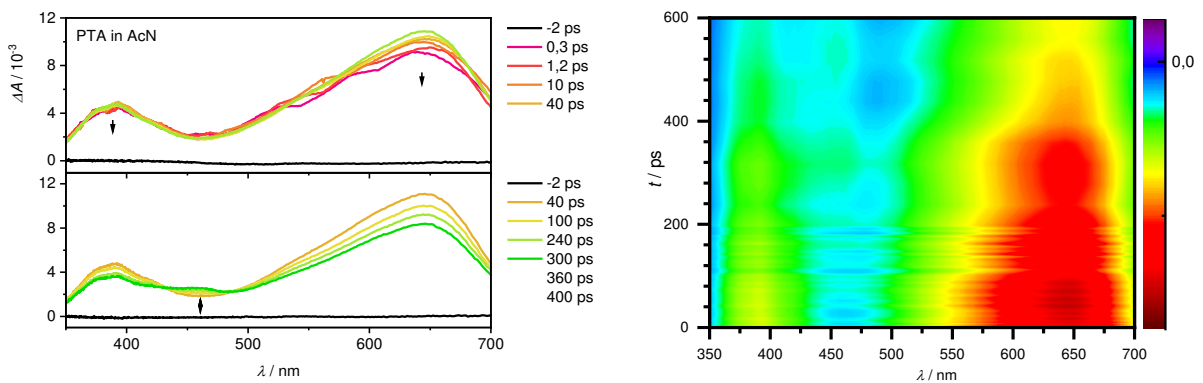 PTA in AcN
12
8
4
0
12
8
4
0
ΔA / 10⁻³
400
500
600
700
λ / nm
-2 ps
0,3 ps
1,2 ps
10 ps
40 ps
-2 ps
40 ps
100 ps
240 ps
300 ps
360 ps
400 ps
600
400
200
0
t / ps
350
400
450
500
550
600
650
700
λ / nm
0,0